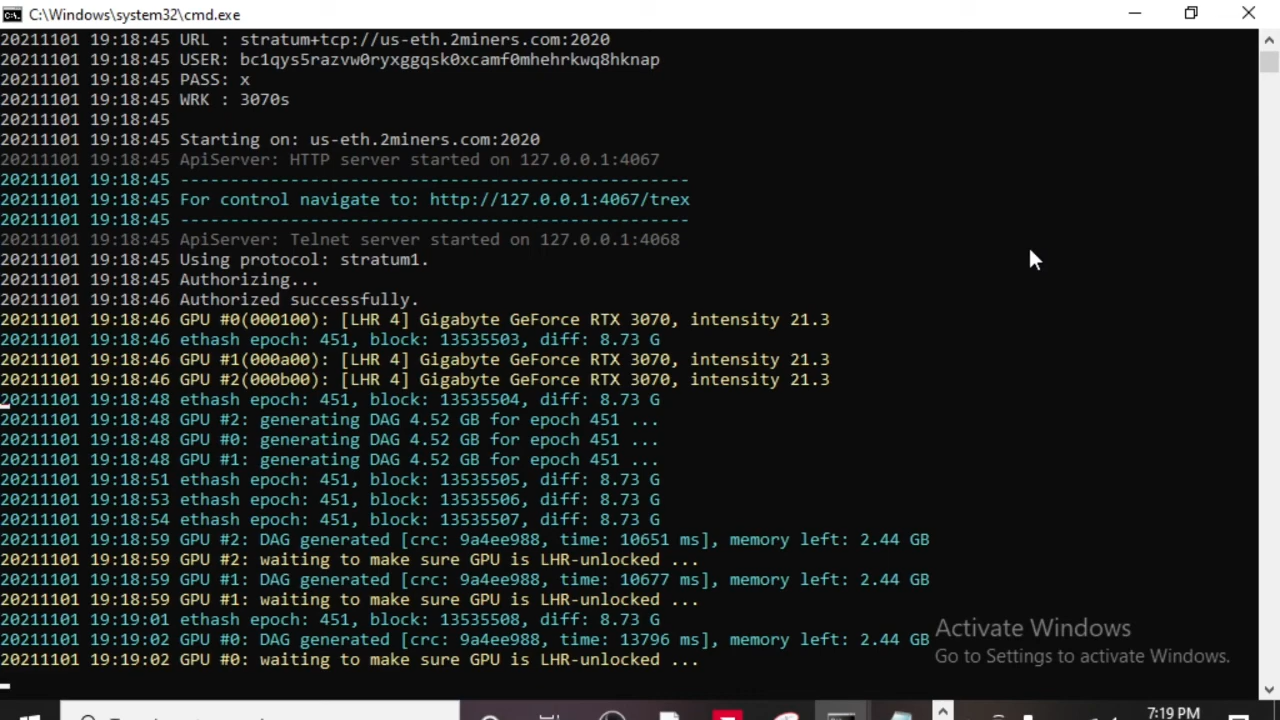 C:\Windows\system32\cmd.exe
20211101 19:18:45 URL : stratum+tcp://us-eth.2miners.com:2020
20211101 19:18:45 USER: bc1qys5razvw0ryxggqsk0xcamf0mhehrkwq8hknap
20211101 19:18:45 PASS: x
20211101 19:18:45 WRK : 3070s
20211101 19:18:45
20211101 19:18:45 Starting on: us-eth.2miners.com:2020
20211101 19:18:45 ApiServer: HTTP server started on 127.0.0.1:4067
20211101 19:18:45 ---------------------------------------------------
20211101 19:18:45 For control navigate to: http://127.0.0.1:4067/trex
20211101 19:18:45 ---------------------------------------------------
20211101 19:18:45 ApiServer: Telnet server started on 127.0.0.1:4068
20211101 19:18:45 Using protocol: stratum1.
20211101 19:18:45 Authorizing...
20211101 19:18:46 Authorized successfully.
20211101 19:18:46 GPU #0(000100): [LHR 4] Gigabyte GeForce RTX 3070, intensity 21.3
20211101 19:18:46 ethash epoch: 451, block: 13535503, diff: 8.73 G
20211101 19:18:46 GPU #1(000a00): [LHR 4] Gigabyte GeForce RTX 3070, intensity 21.3
20211101 19:18:46 GPU #2(000b00): [LHR 4] Gigabyte GeForce RTX 3070, intensity 21.3
20211101 19:18:48 ethash epoch: 451, block: 13535504, diff: 8.73 G
20211101 19:18:48 GPU #2: generating DAG 4.52 GB for epoch 451 ...
20211101 19:18:48 GPU #0: generating DAG 4.52 GB for epoch 451 ...
20211101 19:18:48 GPU #1: generating DAG 4.52 GB for epoch 451 ...
20211101 19:18:51 ethash epoch: 451, block: 13535505, diff: 8.73 G
20211101 19:18:53 ethash epoch: 451, block: 13535506, diff: 8.73 G
20211101 19:18:54 ethash epoch: 451, block: 13535507, diff: 8.73 G
20211101 19:18:59 GPU #2: DAG generated [crc: 9a4ee988, time: 10651 ms], memory left: 2.44 GB
20211101 19:18:59 GPU #2: waiting to make sure GPU is LHR-unlocked ...
20211101 19:18:59 GPU #1: DAG generated [crc: 9a4ee988, time: 10677 ms], memory left: 2.44 GB
20211101 19:18:59 GPU #1: waiting to make sure GPU is LHR-unlocked ...
20211101 19:19:01 ethash epoch: 451, block: 13535508, diff: 8.73 G
20211101 19:19:02 GPU #0: DAG generated [crc: 9a4ee988, time: 13796 ms], memory left: 2.44 GB
20211101 19:19:02 GPU #0: waiting to make sure GPU is LHR-unlocked ...
Activate Windows
Go to Settings to activate Windows.
7:19 PM